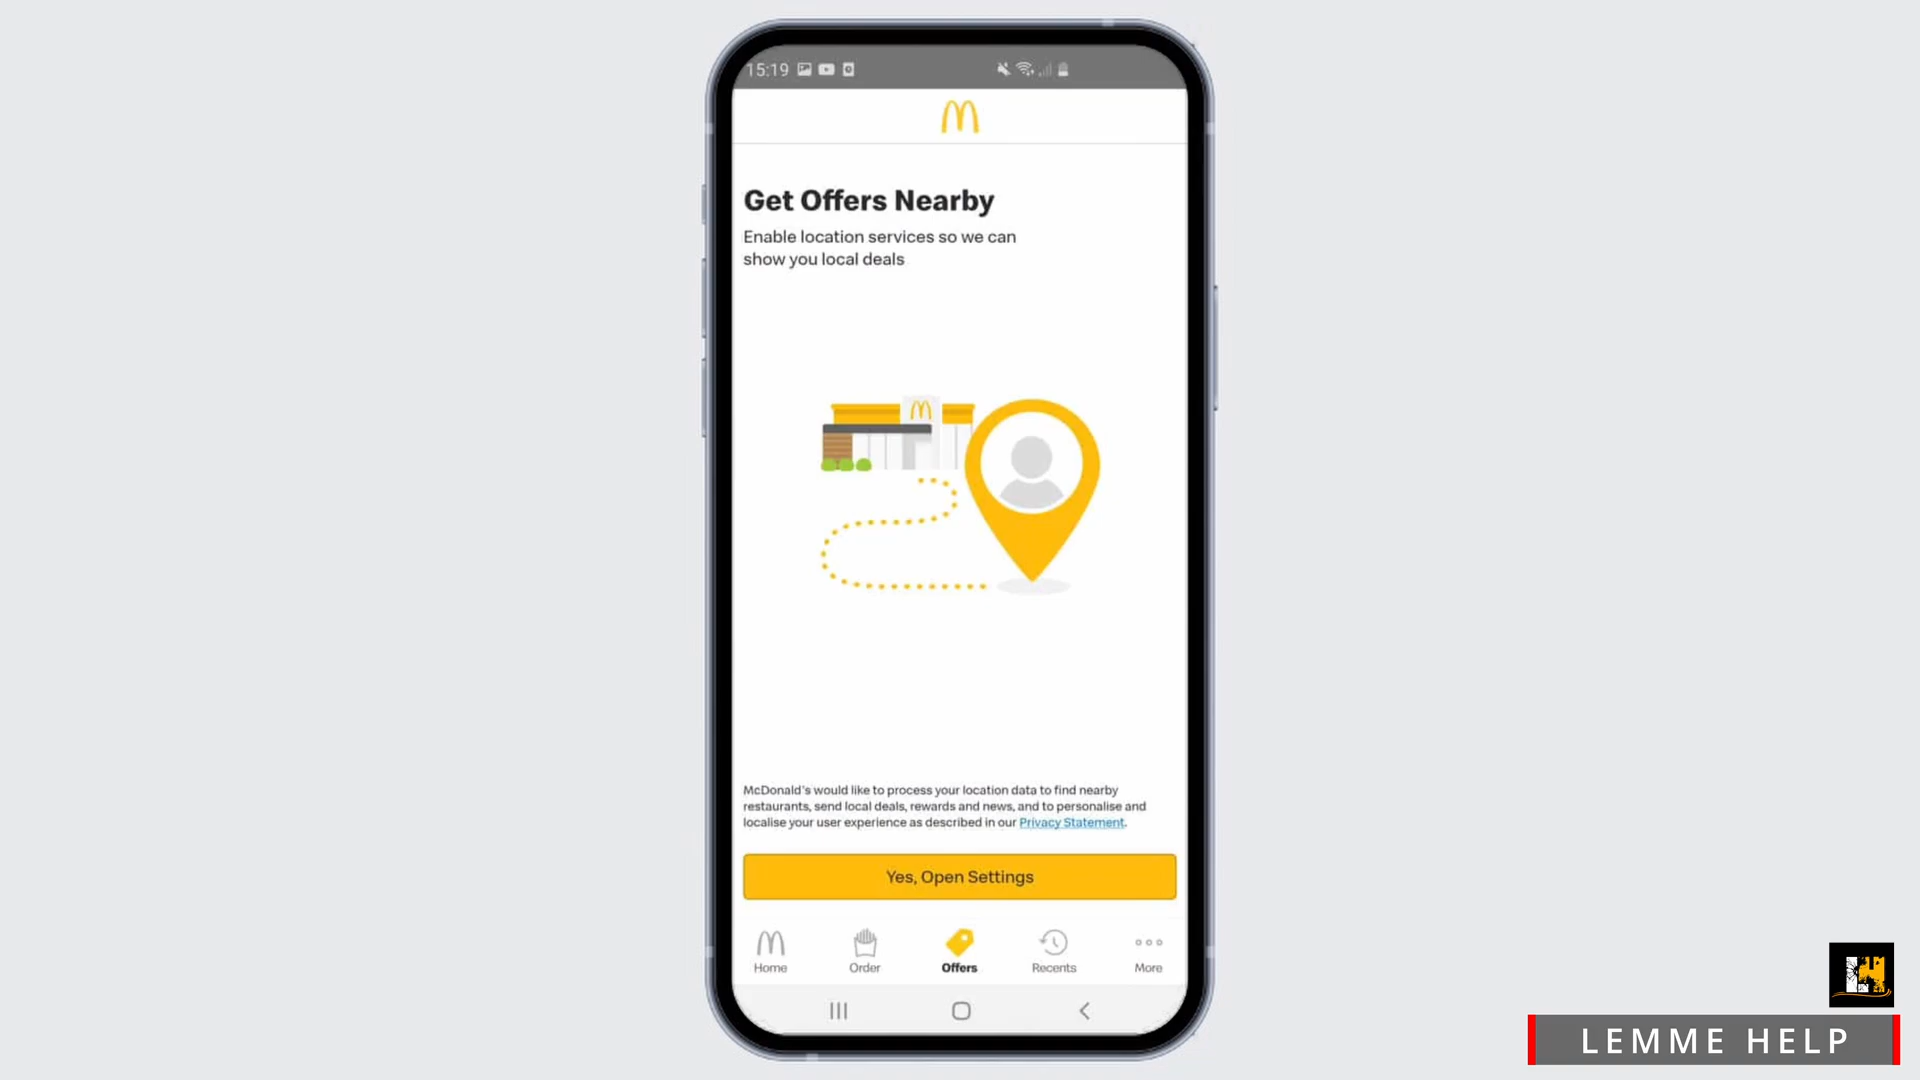 15:19
Get Offers Nearby
Enable location services so we can
show you local deals
McDonald's would like to process your location data to find nearby
restaurants, send local deals, rewards and news, and to personalise and
localise your user experience as described in our Privacy Statement.
Yes, Open Settings
Home
Order
Offers
Recents
More
LEMME HELP